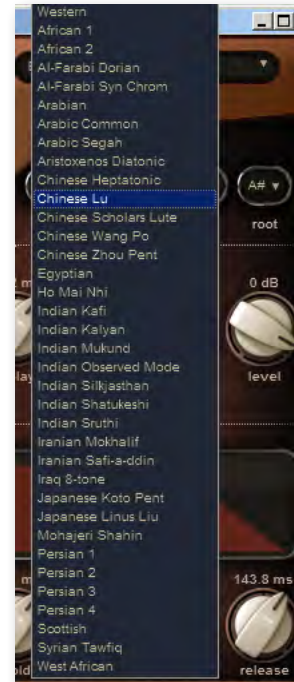 Western
African 1
African 2
Al-Farabi Dorian
Al-Farabi Syn Chrom
Arabian
Arabic Common
Arabic Segah
Aristoxenos Diatonic
Chinese Heptatonic
Chinese Lu
Chinese Scholars Lute
Chinese Wang Po
Chinese Zhou Pent
Egyptian
Ho Mai Nhi
Indian Kafi
Indian Kalyan
Indian Mukund
Indian Observed Mode
Indian Silkjasthan
Indian Shatukeshi
Indian Sruthi
Iranian Mokhalif
Iranian Safi-a-ddin
Iraq 8-tone
Japanese Koto Pent
Japanese Linus Liu
Mohajeri Shahin
Persian 1
Persian 2
Persian 3
Persian 4
Scottish
Syrian Tawfiq
West African
A#
root
0 dB
level
143.8 ms
release